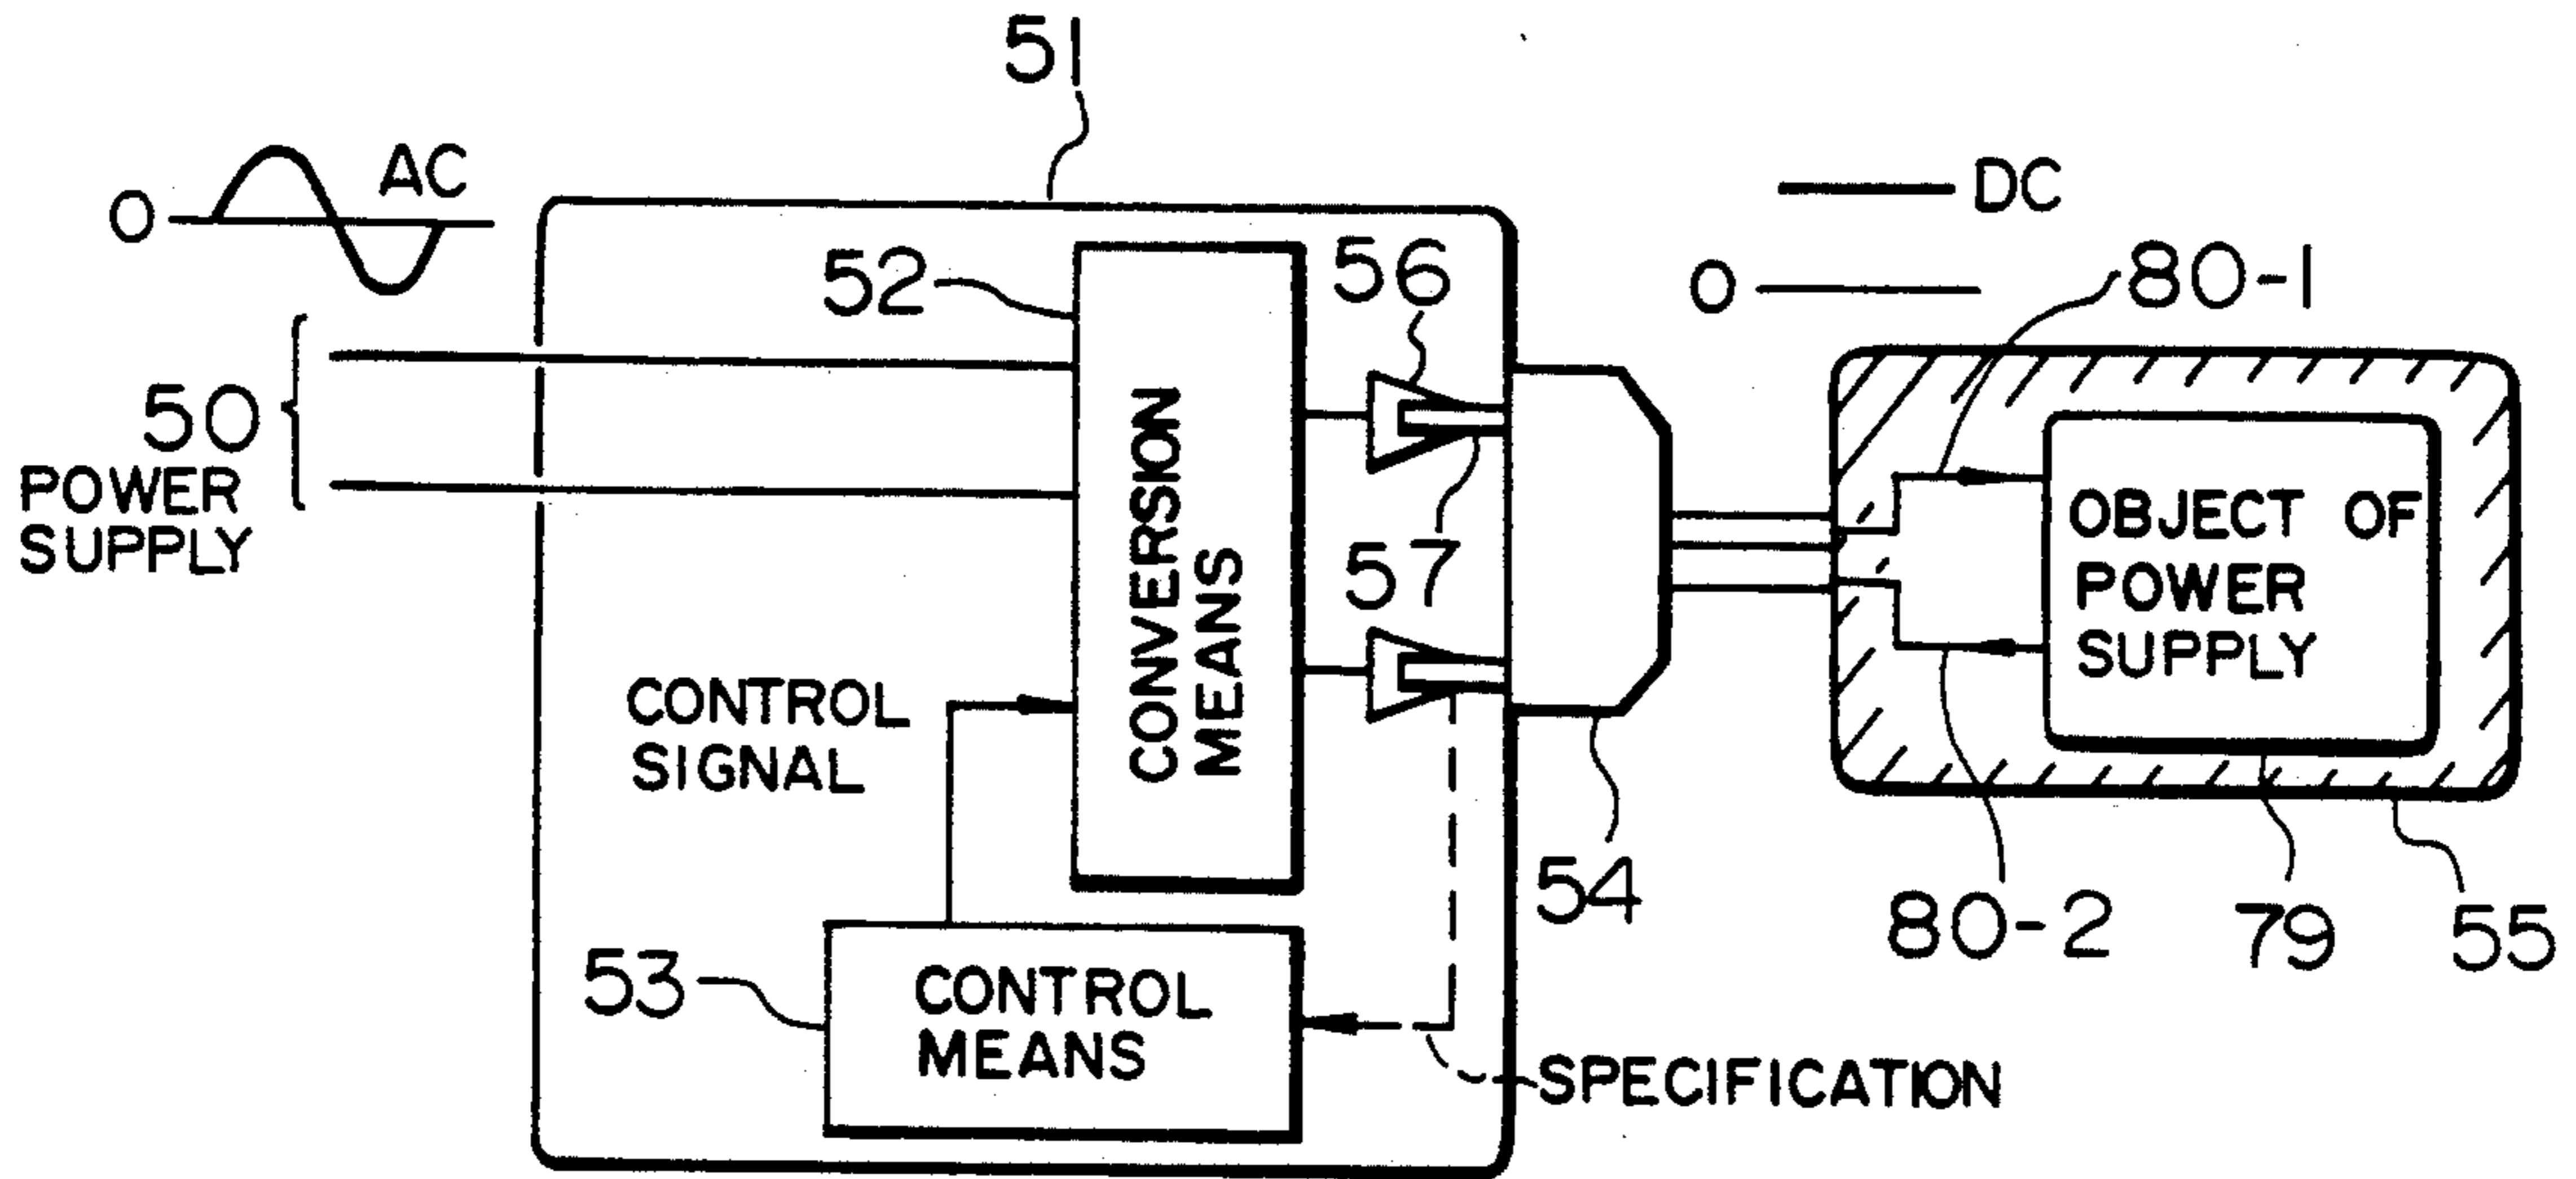 51
AC
0
DC
52
56
0
80-1
50
POWER
SUPPLY
CONVERSION
MEANS
57
OBJECT OF
POWER
SUPPLY
CONTROL
SIGNAL
54
80-2
79
55
53
CONTROL
MEANS
SPECIFICATION